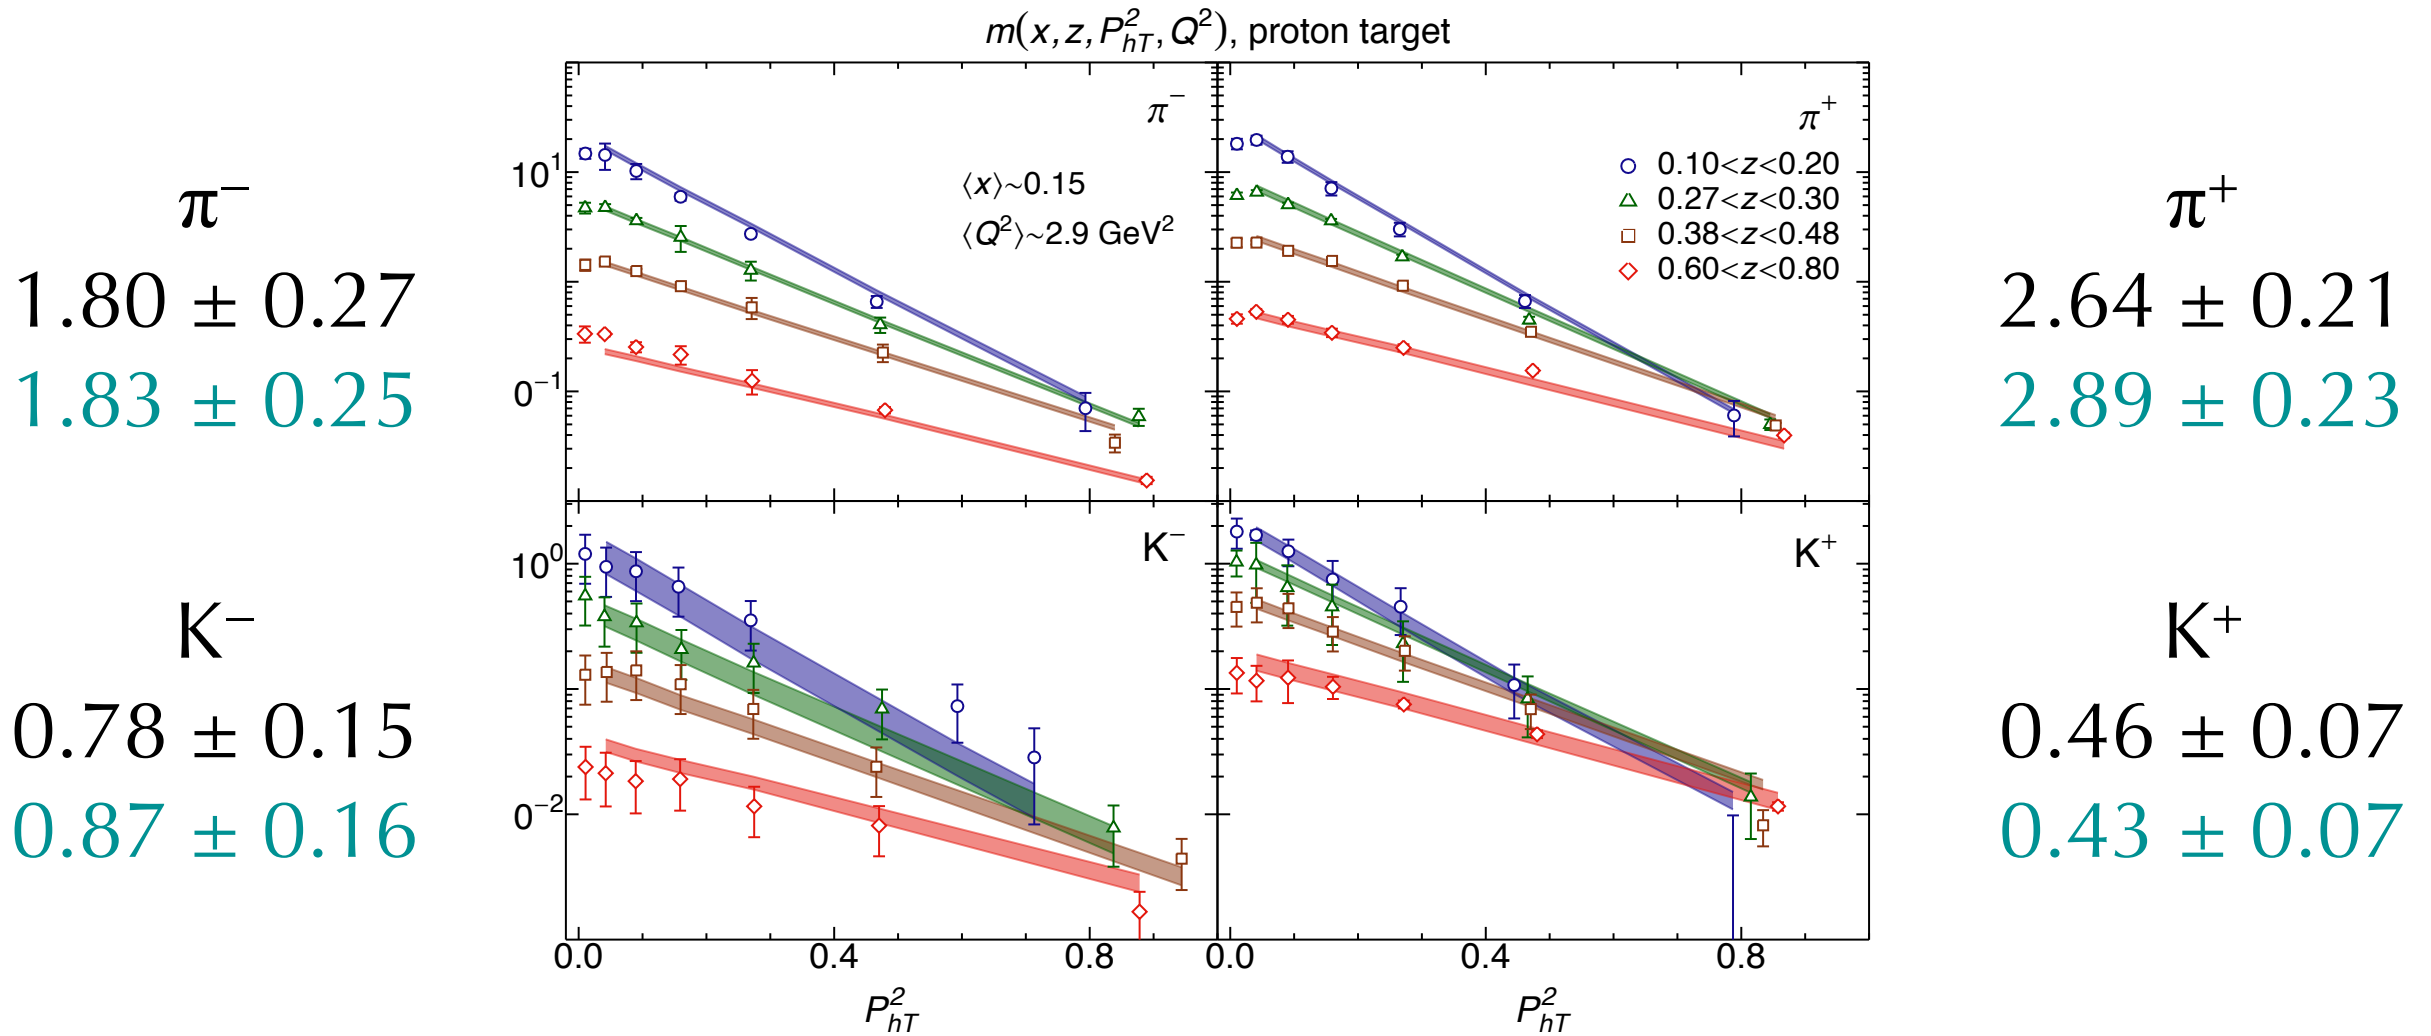 m(x, z, P²hT, Q²), proton target
π⁻
1.80 ± 0.27
1.83 ± 0.25
K⁻
0.78 ± 0.15
0.87 ± 0.16
π⁻
⟨x⟩~0.15
⟨Q²⟩~2.9 GeV²
π⁺
0.10<z<0.20
0.27<z<0.30
0.38<z<0.48
0.60<z<0.80
10¹
0⁻¹
K⁻
K⁺
10⁰
0⁻²
0.0 0.4 0.8 0.0 0.4 0.8
P²hT P²hT
π⁺
2.64 ± 0.21
2.89 ± 0.23
K⁺
0.46 ± 0.07
0.43 ± 0.07